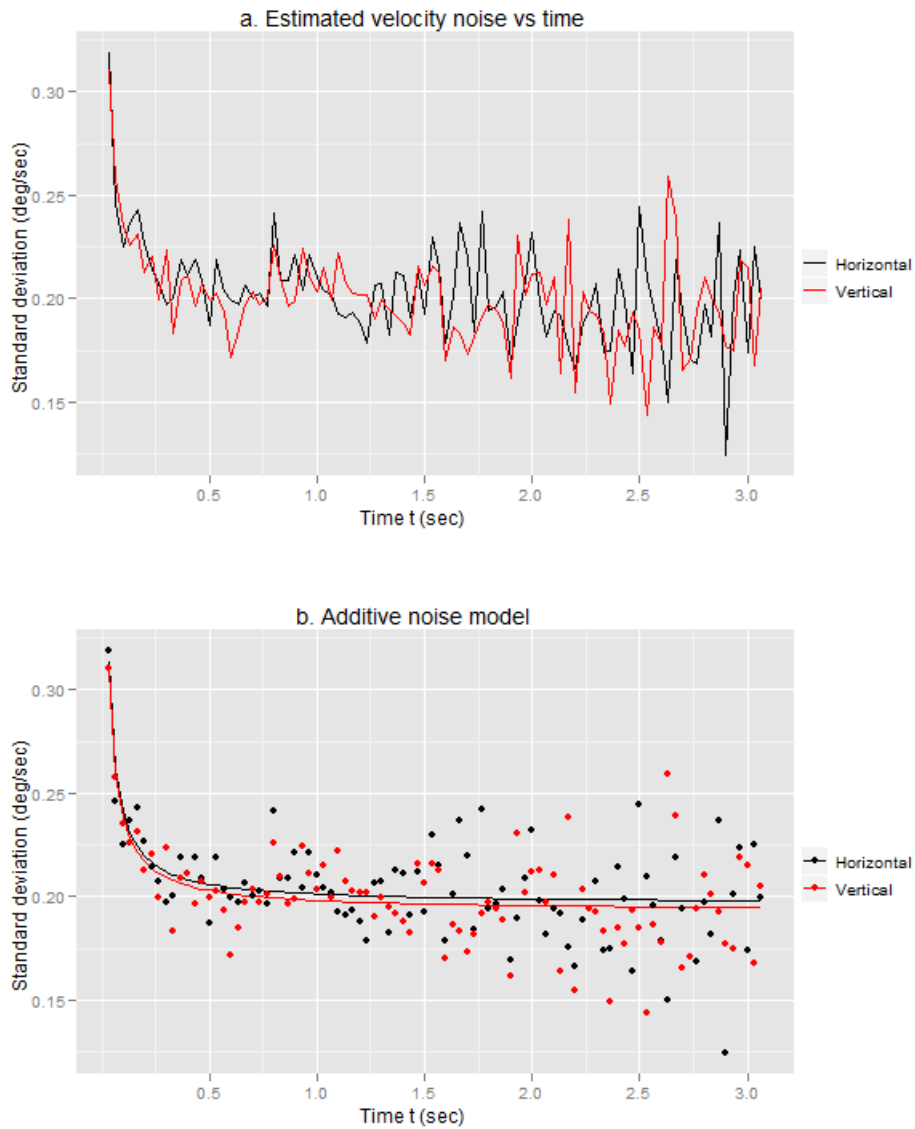 a. Estimated velocity noise vs time
Standard deviation (deg/sec)
0.30
0.25
0.20
0.15
0.5 1.0 1.5 2.0 2.5 3.0
Time t (sec)
Horizontal
Vertical
b. Additive noise model
Standard deviation (deg/sec)
0.30
0.25
0.20
0.15
0.5 1.0 1.5 2.0 2.5 3.0
Time t (sec)
Horizontal
Vertical